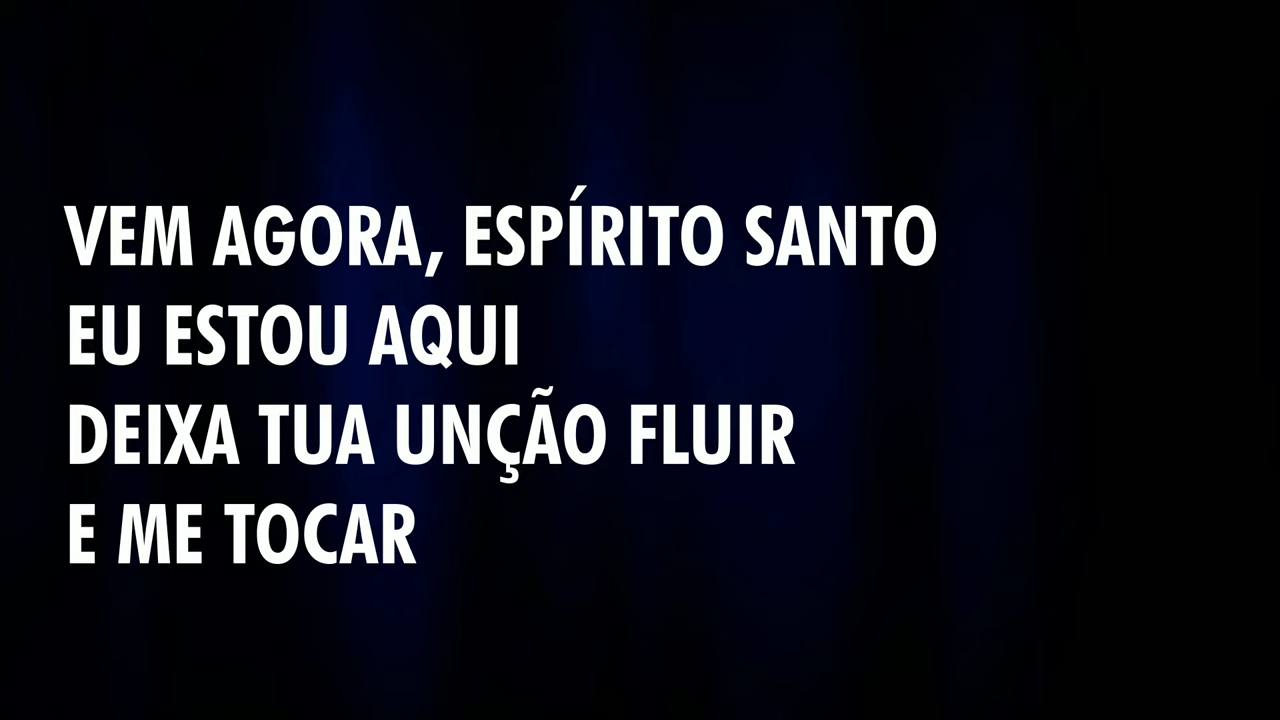 VEM AGORA, ESPÍRITO SANTO
EU ESTOU AQUI
DEIXA TUA UNÇÃO FLUIR
E ME TOCAR